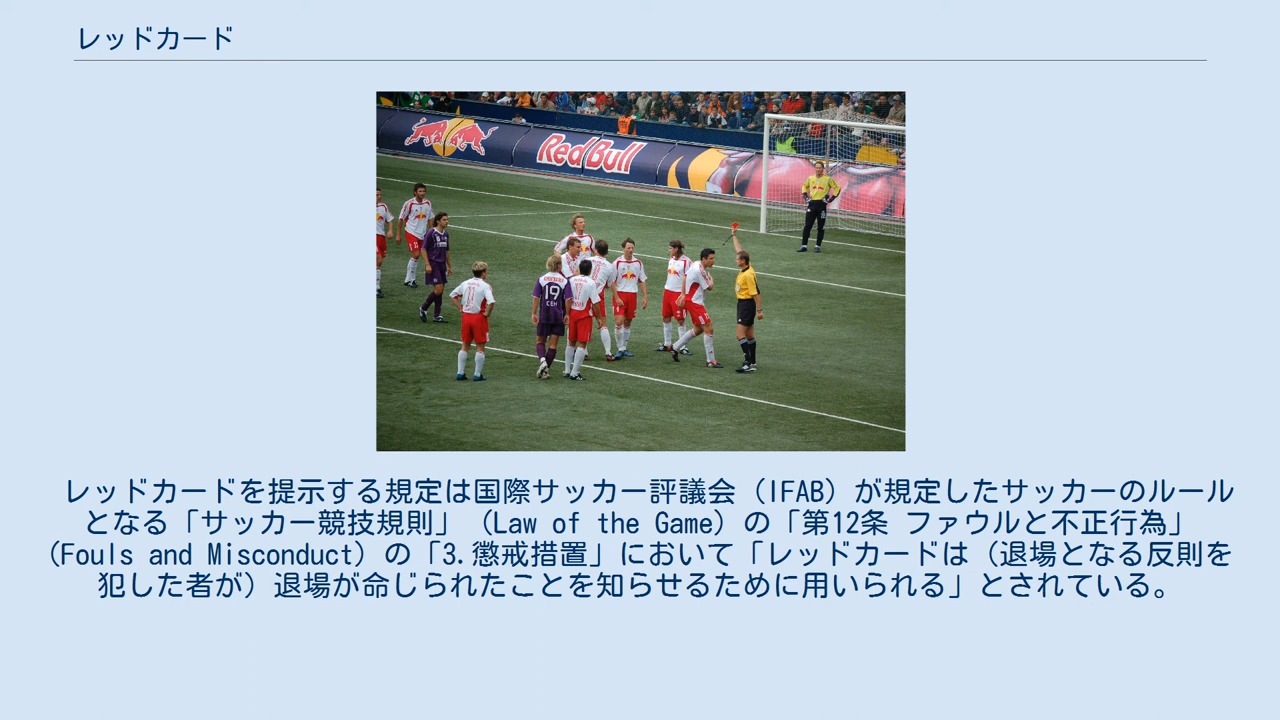 レッドカード
Red Bull
19
レッドカードを提示する規定は国際サッカー評議会（IFAB）が規定したサッカーのルール
となる「サッカー競技規則」（Law of the Game）の「第12条 ファウルと不正行為」
（Fouls and Misconduct）の「3.懲戒措置」において「レッドカードは（退場となる反則を
犯した者が）退場が命じられたことを知らせるために用いられる」とされている。